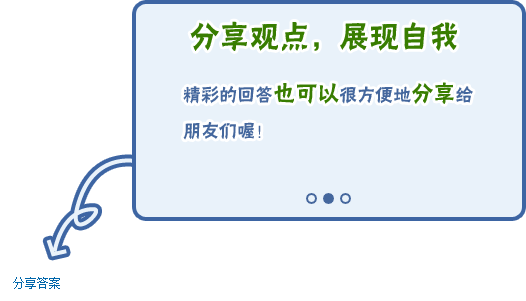 分享观点，展现自我
精彩的回答也可以很方便地分享给
朋友们喔！
分享答案